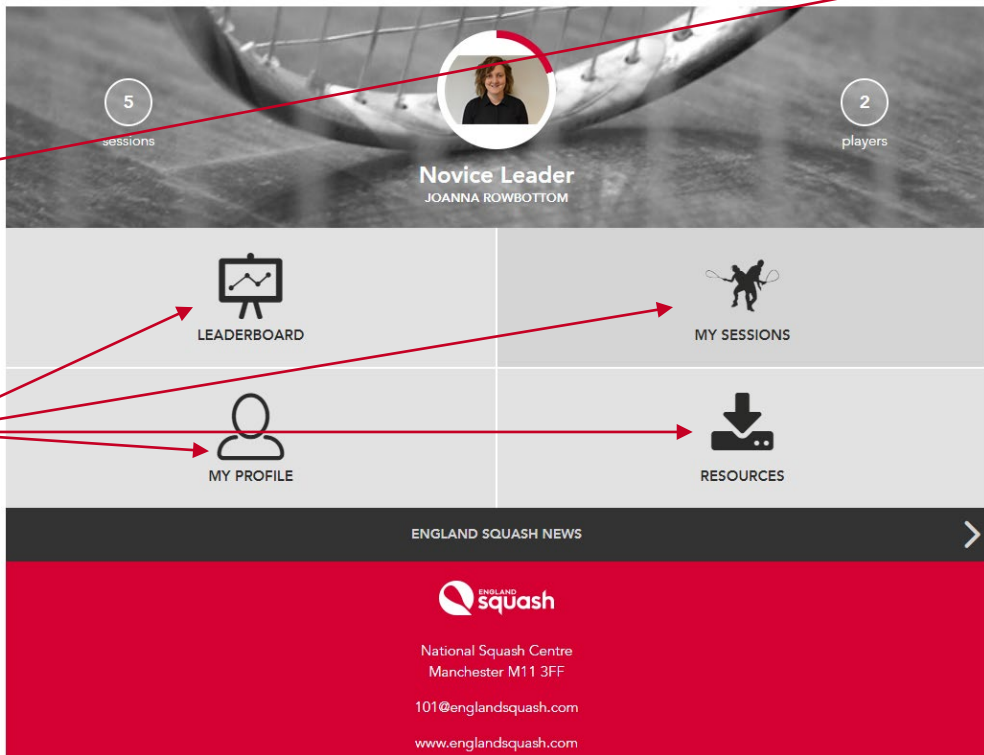 5
sessions
2
players
Novice Leader
JOANNA ROWBOTTOM
LEADERBOARD
MY SESSIONS
MY PROFILE
RESOURCES
ENGLAND SQUASH NEWS
ENGLAND
squash
National Squash Centre
Manchester M11 3FF
101@englandsquash.com
www.englandsquash.com